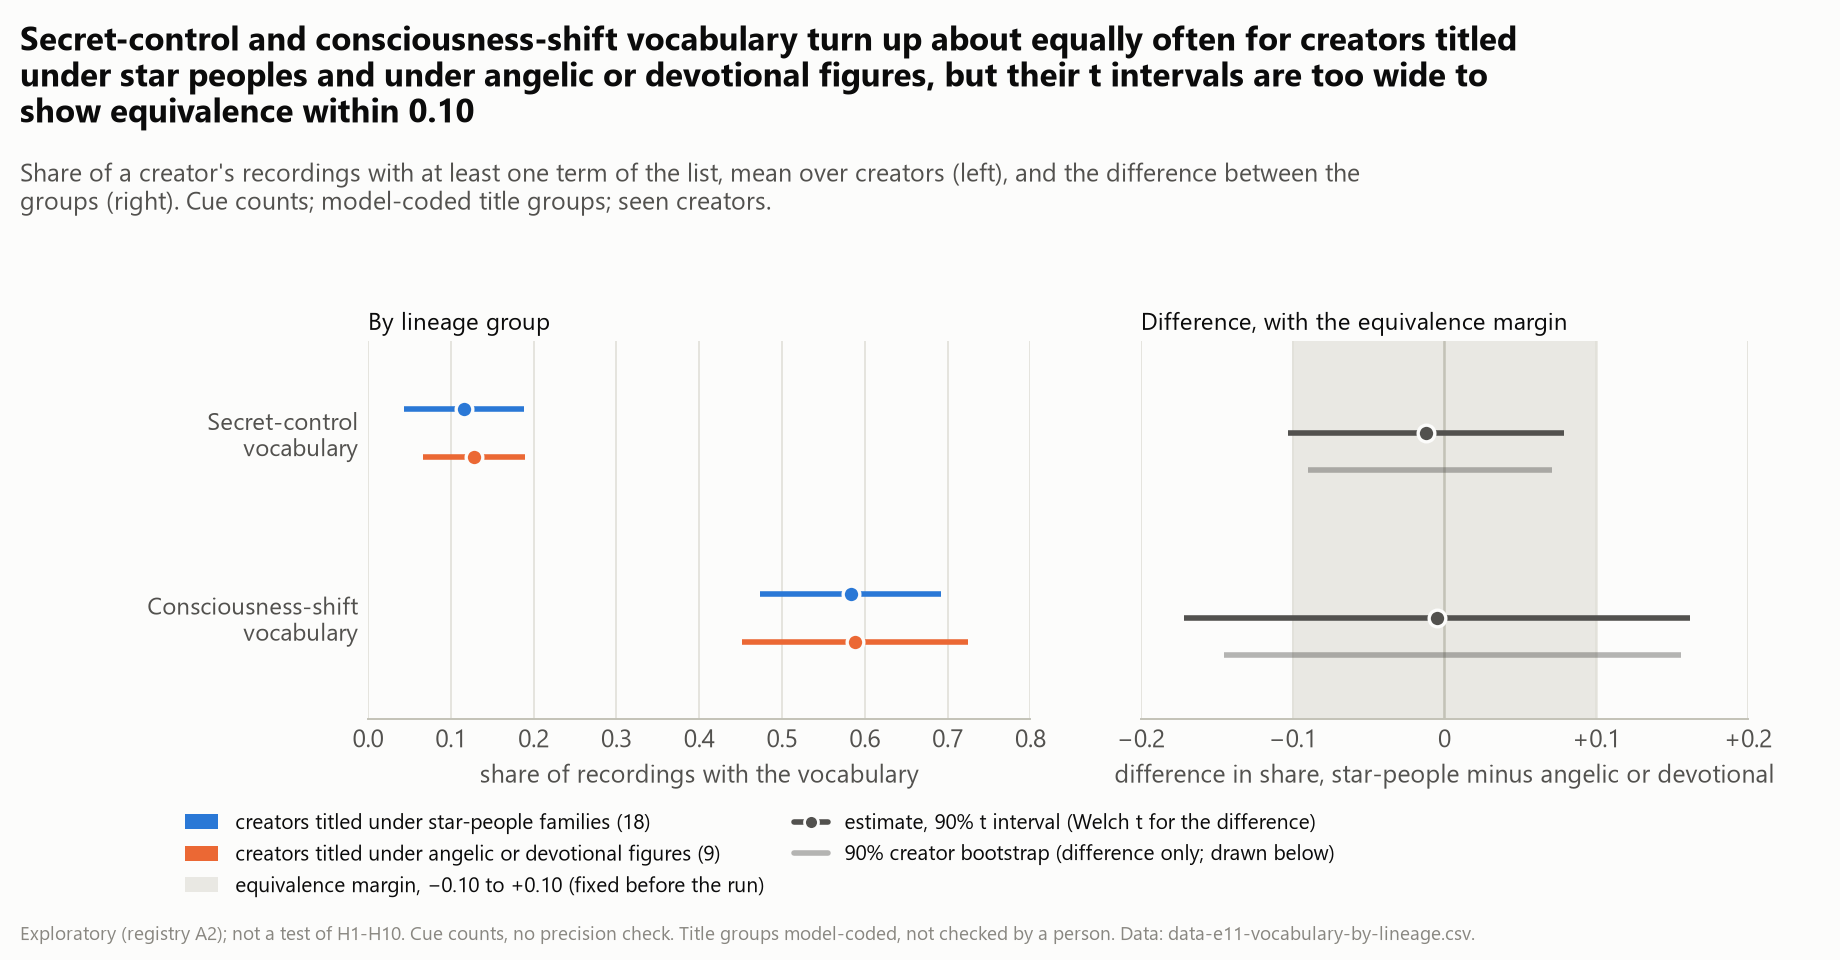 Secret-control and consciousness-shift vocabulary turn up about equally often for creators titled
under star peoples and under angelic or devotional figures, but their t intervals are too wide to
show equivalence within 0.10
Share of a creator's recordings with at least one term of the list, mean over creators (left), and the difference between the
groups (right). Cue counts; model-coded title groups; seen creators.
By lineage group
Secret-control
vocabulary
Consciousness-shift
vocabulary
0.0 0.1 0.2 0.3 0.4 0.5 0.6 0.7 0.8
share of recordings with the vocabulary
Difference, with the equivalence margin
−0.2 −0.1 0 +0.1 +0.2
difference in share, star-people minus angelic or devotional
creators titled under star-people families (18)
creators titled under angelic or devotional figures (9)
equivalence margin, −0.10 to +0.10 (fixed before the run)
estimate, 90% t interval (Welch t for the difference)
90% creator bootstrap (difference only; drawn below)
Exploratory (registry A2); not a test of H1-H10. Cue counts, no precision check. Title groups model-coded, not checked by a person. Data: data-e11-vocabulary-by-lineage.csv.